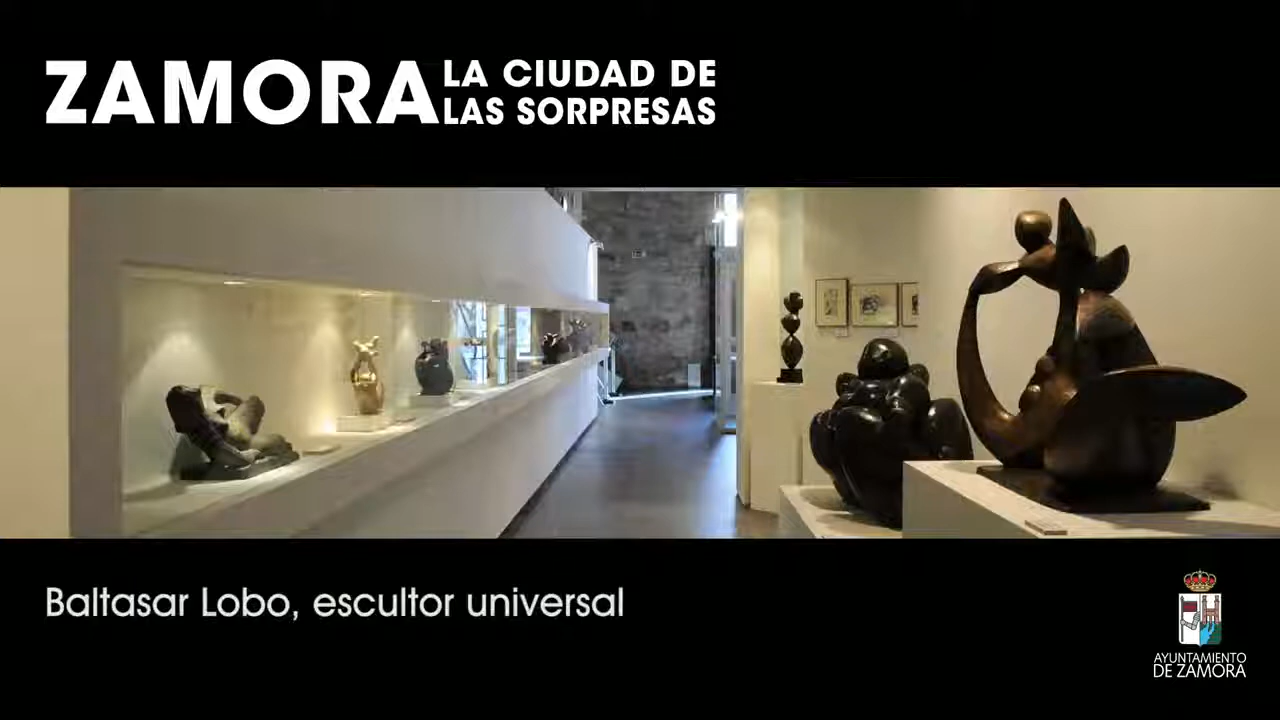 ZAMORA
LA CIUDAD DE
LAS SORPRESAS
Baltasar Lobo, escultor universal
AYUNTAMIENTO
DE ZAMORA